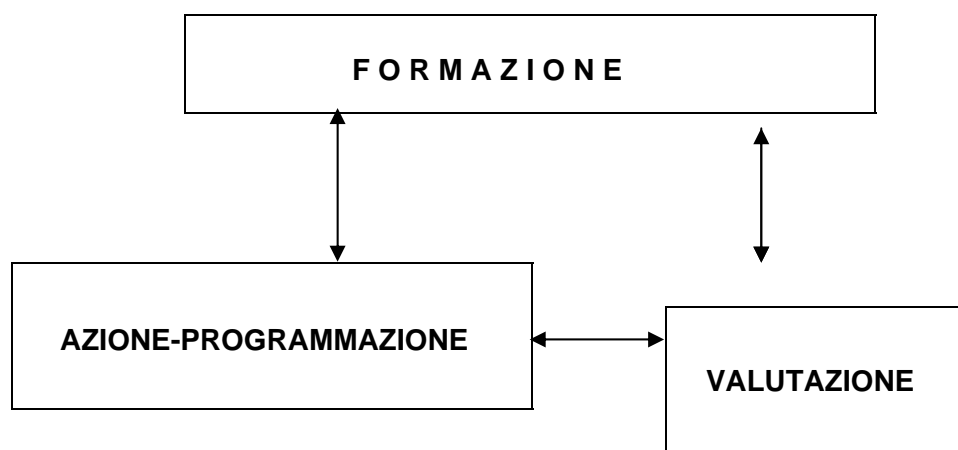 F O R M A Z I O N E
AZIONE-PROGRAMMAZIONE
VALUTAZIONE